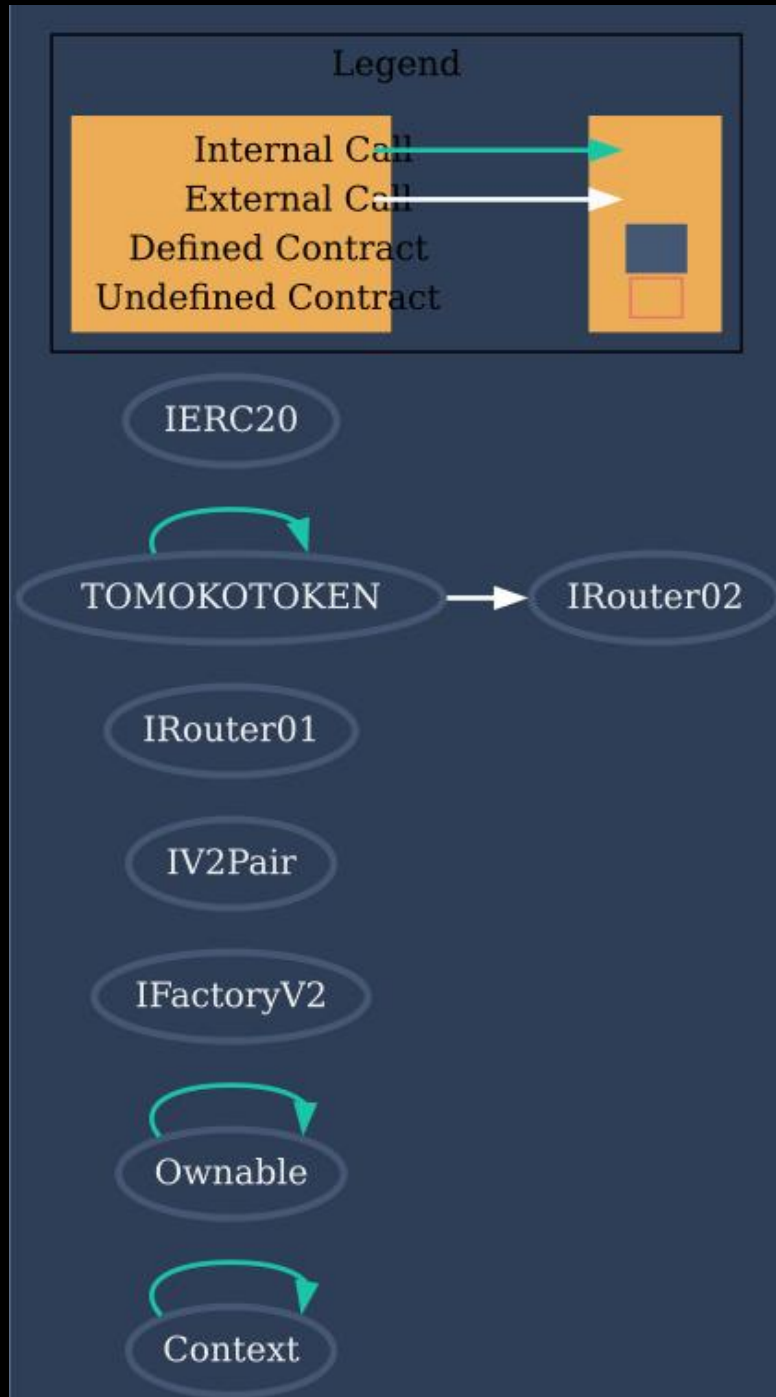 Legend
Internal Call
External Call
Defined Contract
Undefined Contract
IERC20
TOMOKOTOKEN
IRouter02
IRouter01
IV2Pair
IFactoryV2
Ownable
Context